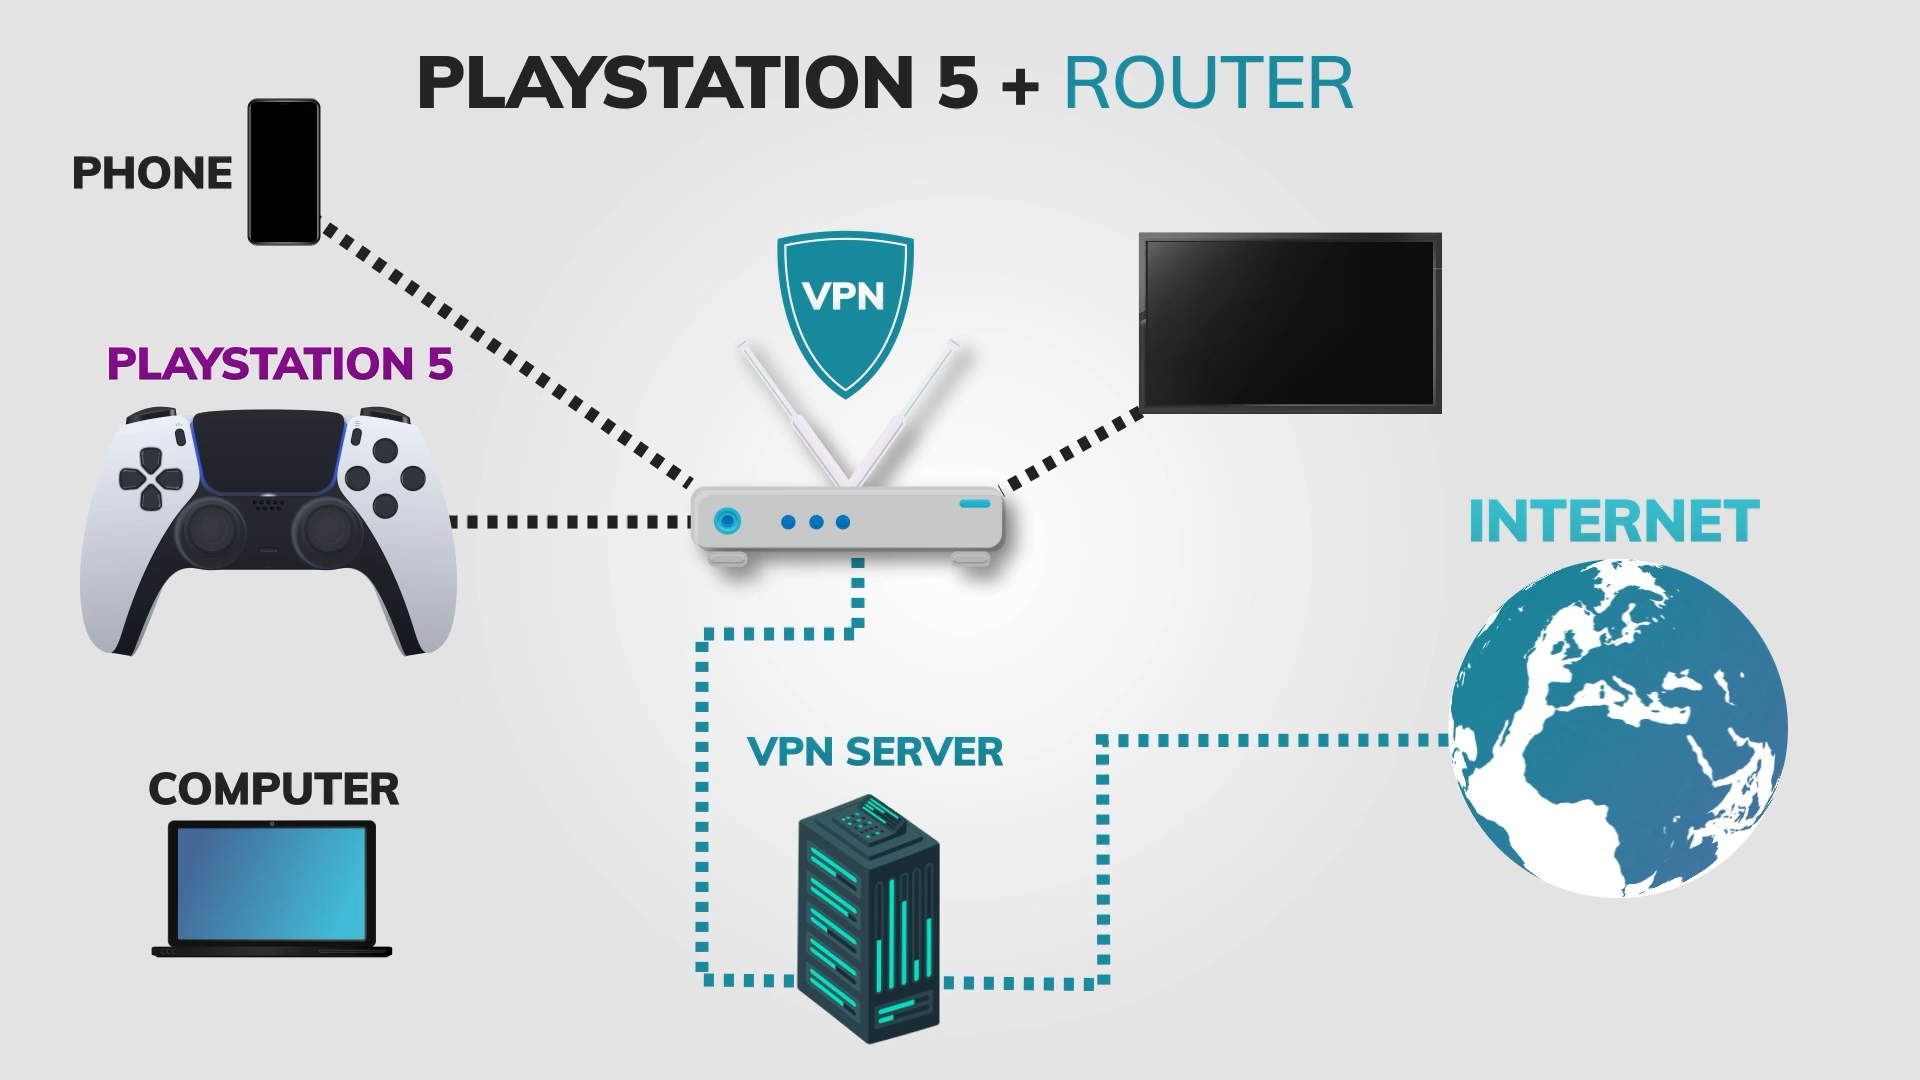 PLAYSTATION 5 + ROUTER
PHONE
VPN
PLAYSTATION 5
INTERNET
VPN SERVER
COMPUTER